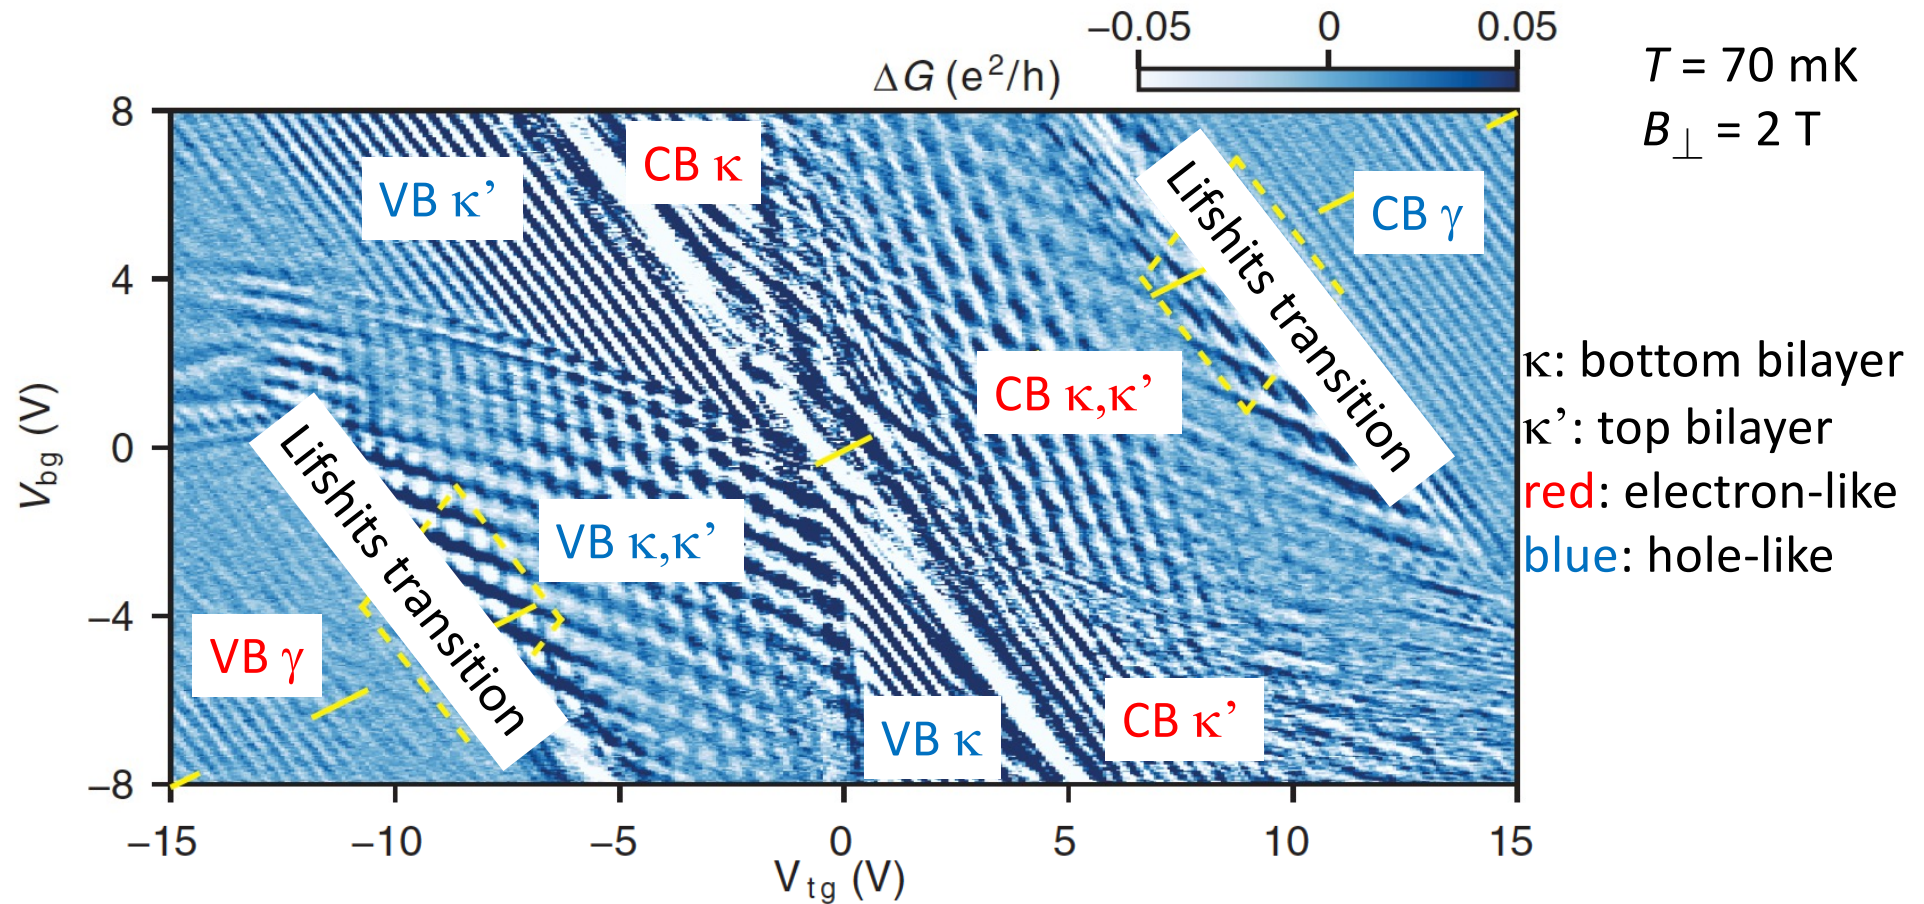 −0.05 0 0.05
ΔG (e²/h)
T = 70 mK
B⊥ = 2 T
8
4
0
−4
−8
Vbg (V)
VB κ’
CB κ
Lifshits transition
CB γ
CB κ,κ’
Lifshits transition
VB κ,κ’
VB γ
VB κ
CB κ’
κ: bottom bilayer
κ’: top bilayer
red: electron-like
blue: hole-like
−15 −10 −5 0 5 10 15
Vtg (V)